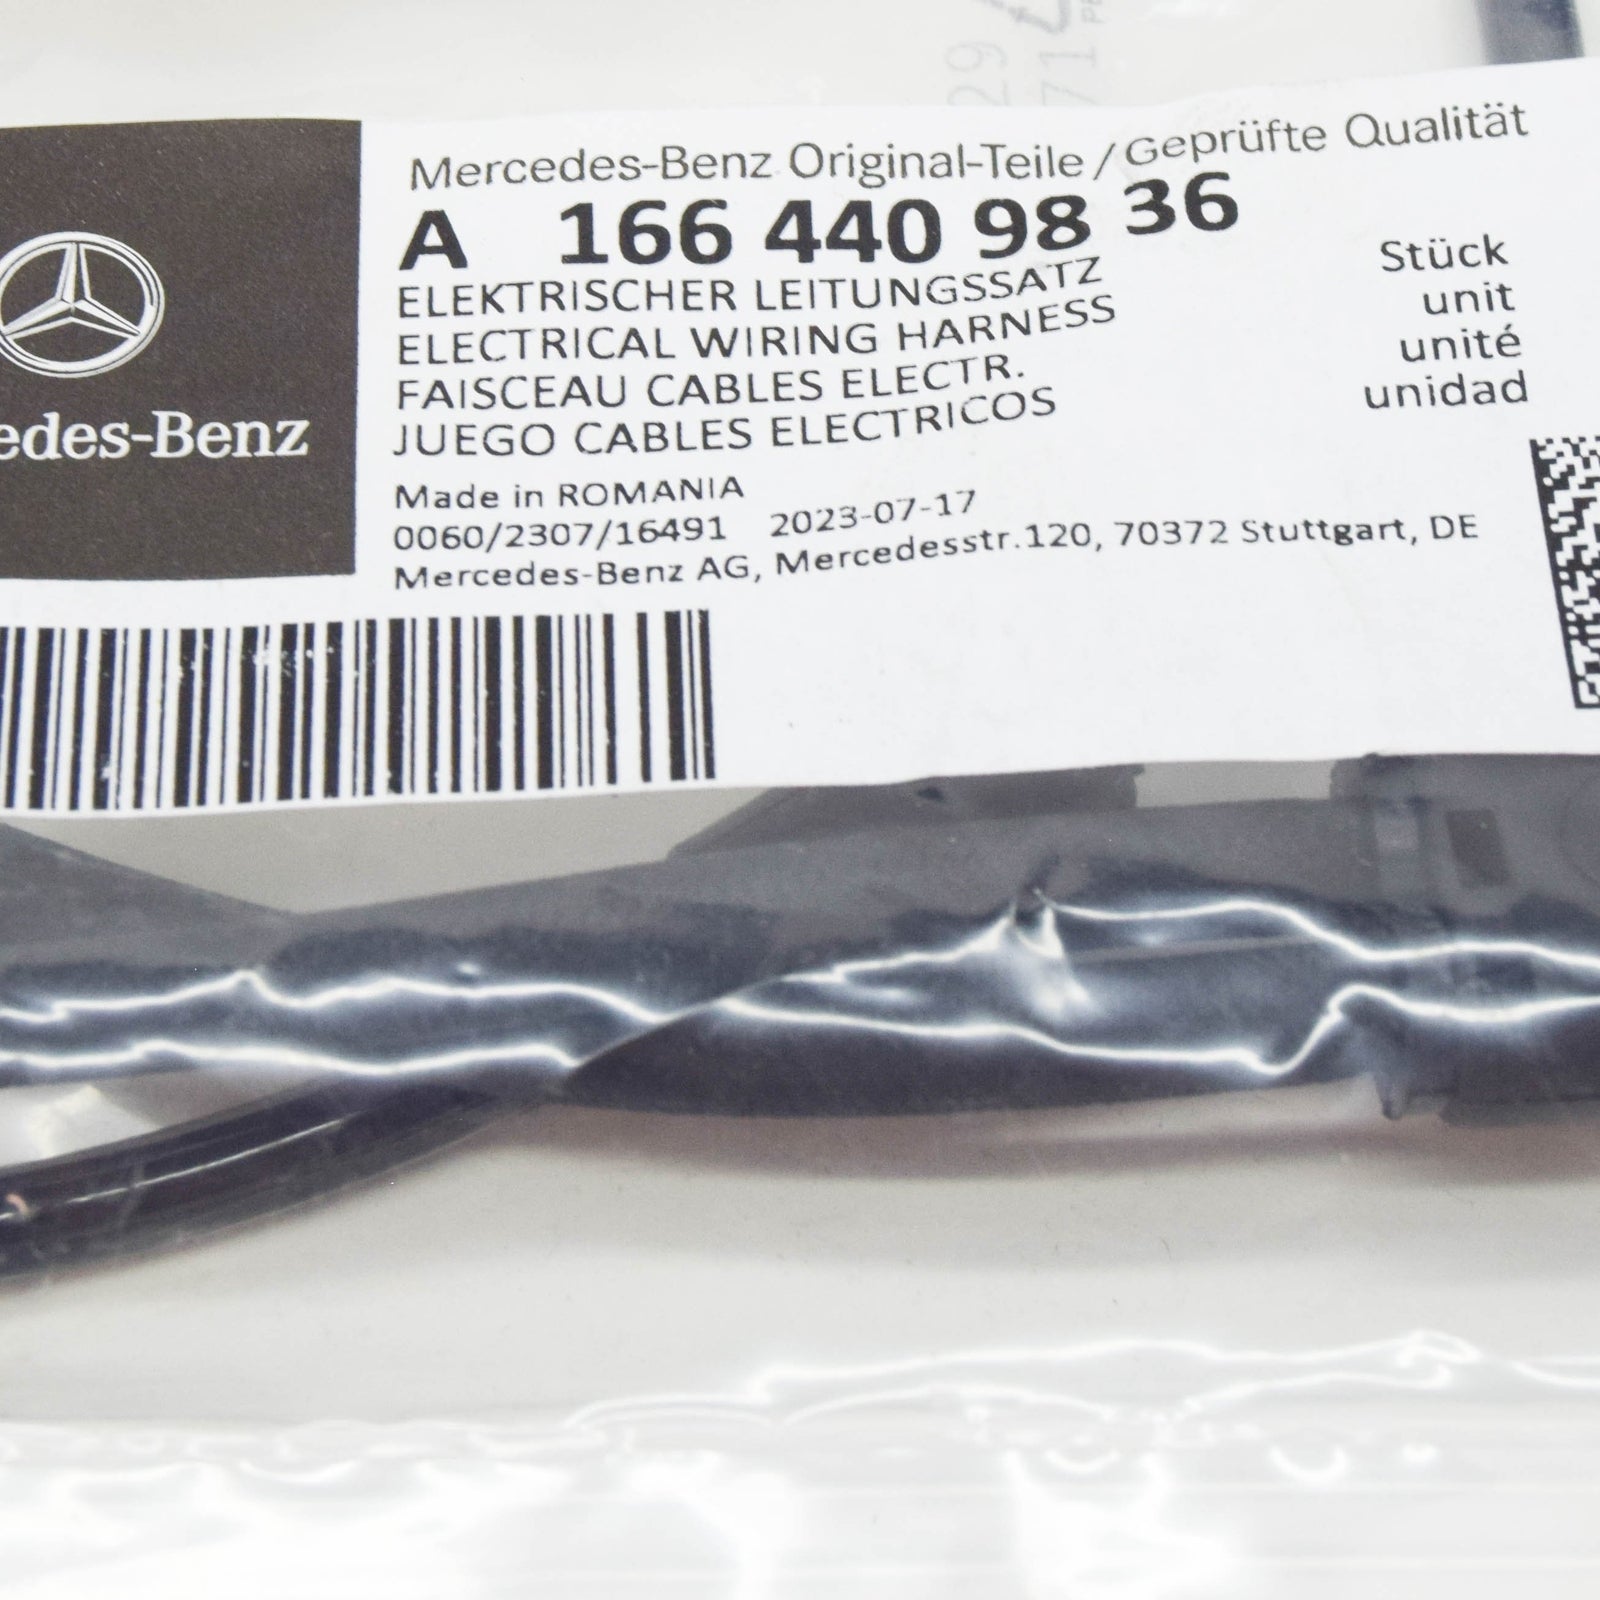 29
71
Mercedes-Benz Original-Teile / Geprüfte Qualität
A 166 440 98 36
ELEKTRISCHER LEITUNGSSATZ
ELECTRICAL WIRING HARNESS
FAISCEAU CABLES ELECTR.
JUEGO CABLES ELECTRICOS
Stück
unit
unité
unidad
edes-Benz
Made in ROMANIA
0060/2307/16491 2023-07-17
Mercedes-Benz AG, Mercedesstr.120, 70372 Stuttgart, DE